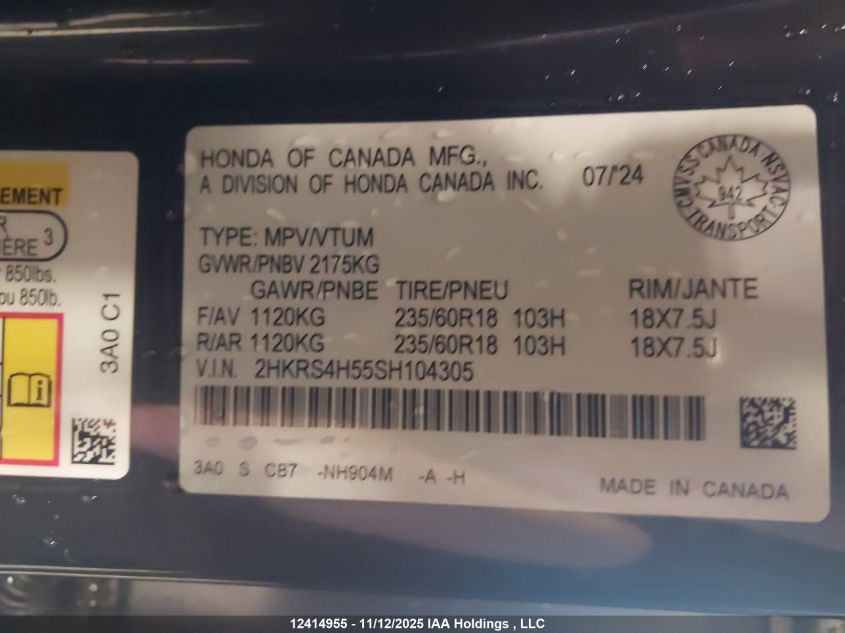 EMENT
R
IÈRE 3
850lbs.
ou 850lb.
3A0 C1
HONDA OF CANADA MFG.,
A DIVISION OF HONDA CANADA INC. 07/'24
CMVSS CANADA NSVAC
942
TRANSPORT
TYPE: MPV/VTUM
GVWR/PNBV 2175KG
GAWR/PNBE TIRE/PNEU RIM/JANTE
F/AV 1120KG 235/60R18 103H 18X7.5J
R/AR 1120KG 235/60R18 103H 18X7.5J
V.I.N. 2HKRS4H55SH104305
3A0 S CB7 -NH904M -A -H
MADE IN CANADA
12414955 - 11/12/2025 IAA Holdings , LLC